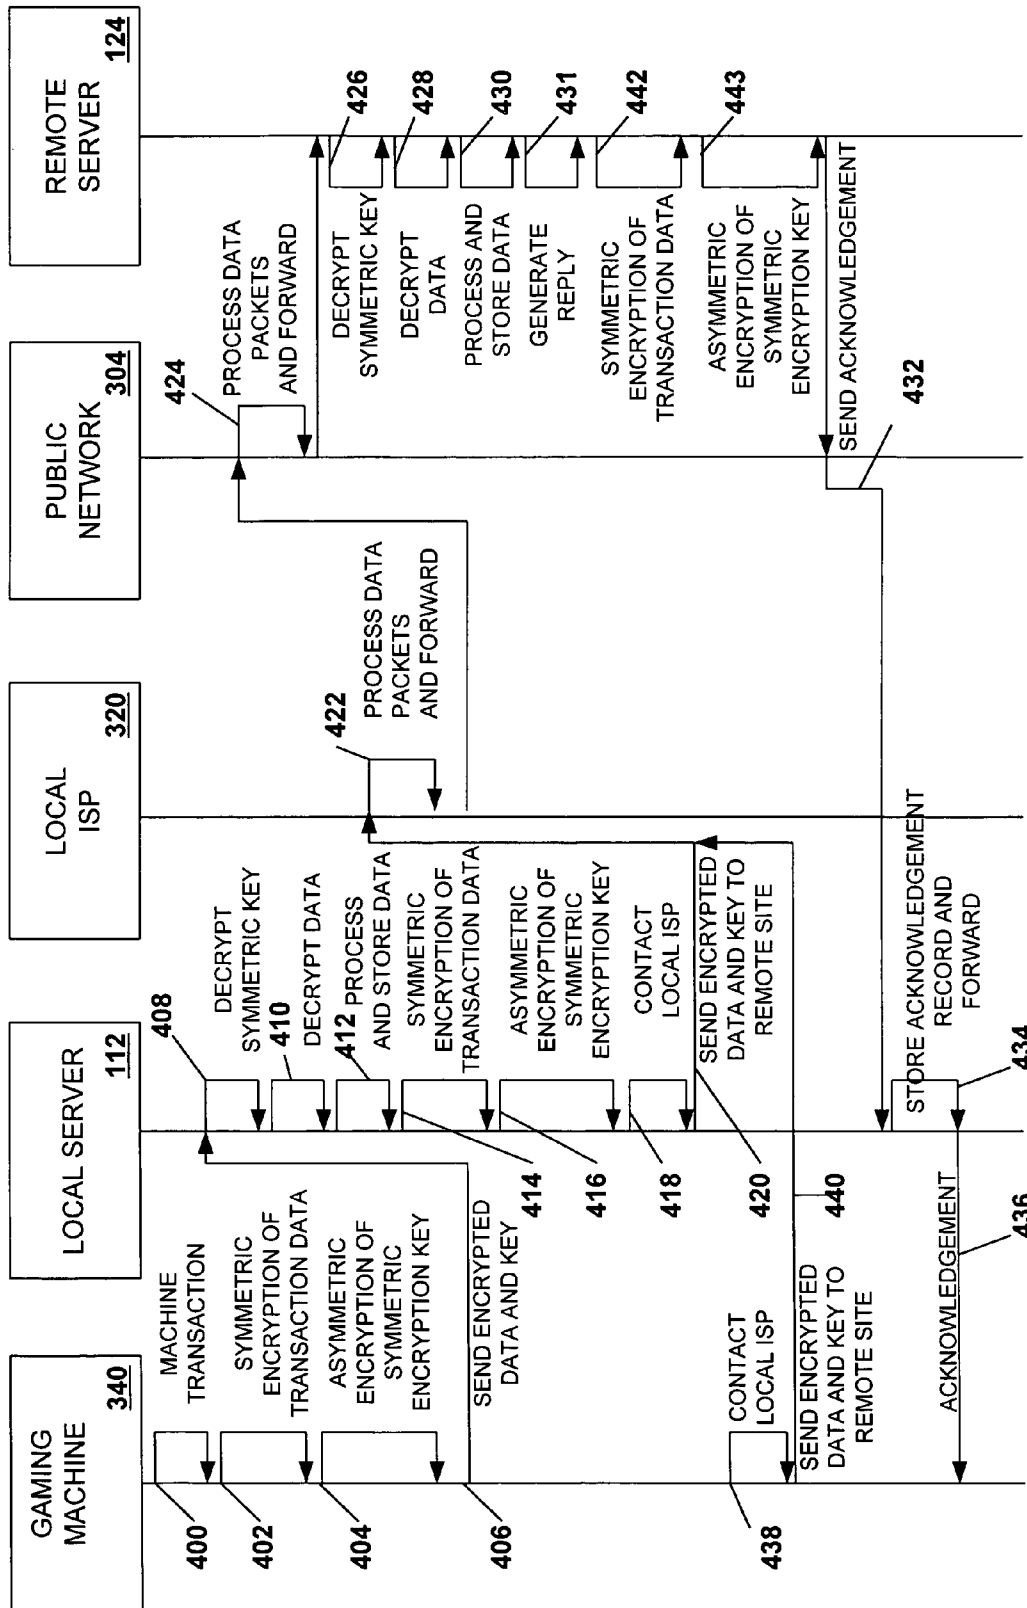 GAMING
MACHINE
340
LOCAL SERVER
112
LOCAL
ISP
320
PUBLIC
NETWORK
304
REMOTE
SERVER
124
400
MACHINE
TRANSACTION
402
SYMMETRIC
ENCRYPTION OF
TRANSACTION DATA
404
ASYMMETRIC
ENCRYPTION OF
SYMMETRIC
ENCRYPTION KEY
406
SEND ENCRYPTED
DATA AND KEY
408
DECRYPT
SYMMETRIC KEY
410
DECRYPT DATA
412
PROCESS
AND STORE DATA
414
SYMMETRIC
ENCRYPTION OF
TRANSACTION DATA
416
ASYMMETRIC
ENCRYPTION OF
SYMMETRIC
ENCRYPTION KEY
418
CONTACT
LOCAL ISP
420
SEND ENCRYPTED
DATA AND KEY TO
REMOTE SITE
422
PROCESS DATA
PACKETS
AND FORWARD
424
PROCESS DATA
PACKETS
AND FORWARD
426
DECRYPT
SYMMETRIC KEY
428
DECRYPT
DATA
430
PROCESS AND
STORE DATA
431
GENERATE
REPLY
442
SYMMETRIC
ENCRYPTION OF
TRANSACTION DATA
443
ASYMMETRIC
ENCRYPTION OF
SYMMETRIC
ENCRYPTION KEY
SEND ACKNOWLEDGEMENT
432
438
CONTACT
LOCAL ISP
440
SEND ENCRYPTED
DATA AND KEY TO
REMOTE SITE
STORE ACKNOWLEDGEMENT
RECORD AND
FORWARD
434
ACKNOWLEDGEMENT
436